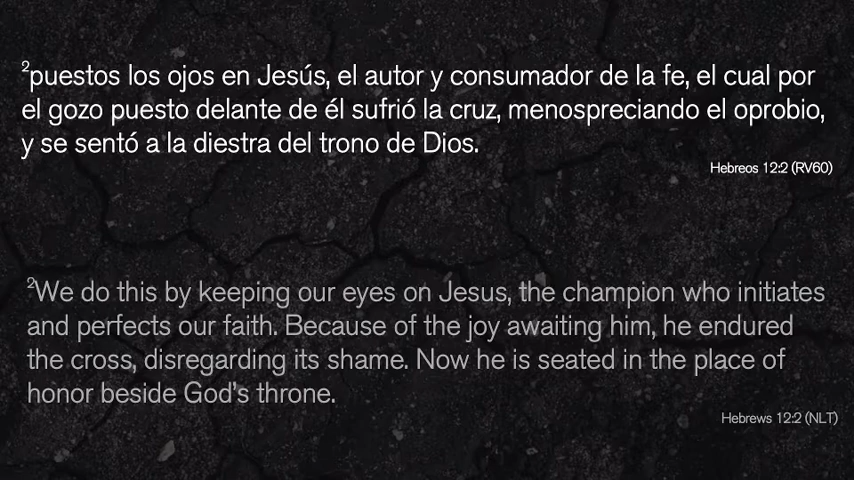 ²puestos los ojos en Jesús, el autor y consumador de la fe, el cual por
el gozo puesto delante de él sufrió la cruz, menospreciando el oprobio,
y se sentó a la diestra del trono de Dios.
Hebreos 12:2 (RV60)
²We do this by keeping our eyes on Jesus, the champion who initiates
and perfects our faith. Because of the joy awaiting him, he endured
the cross, disregarding its shame. Now he is seated in the place of
honor beside God's throne.
Hebrews 12:2 (NLT)